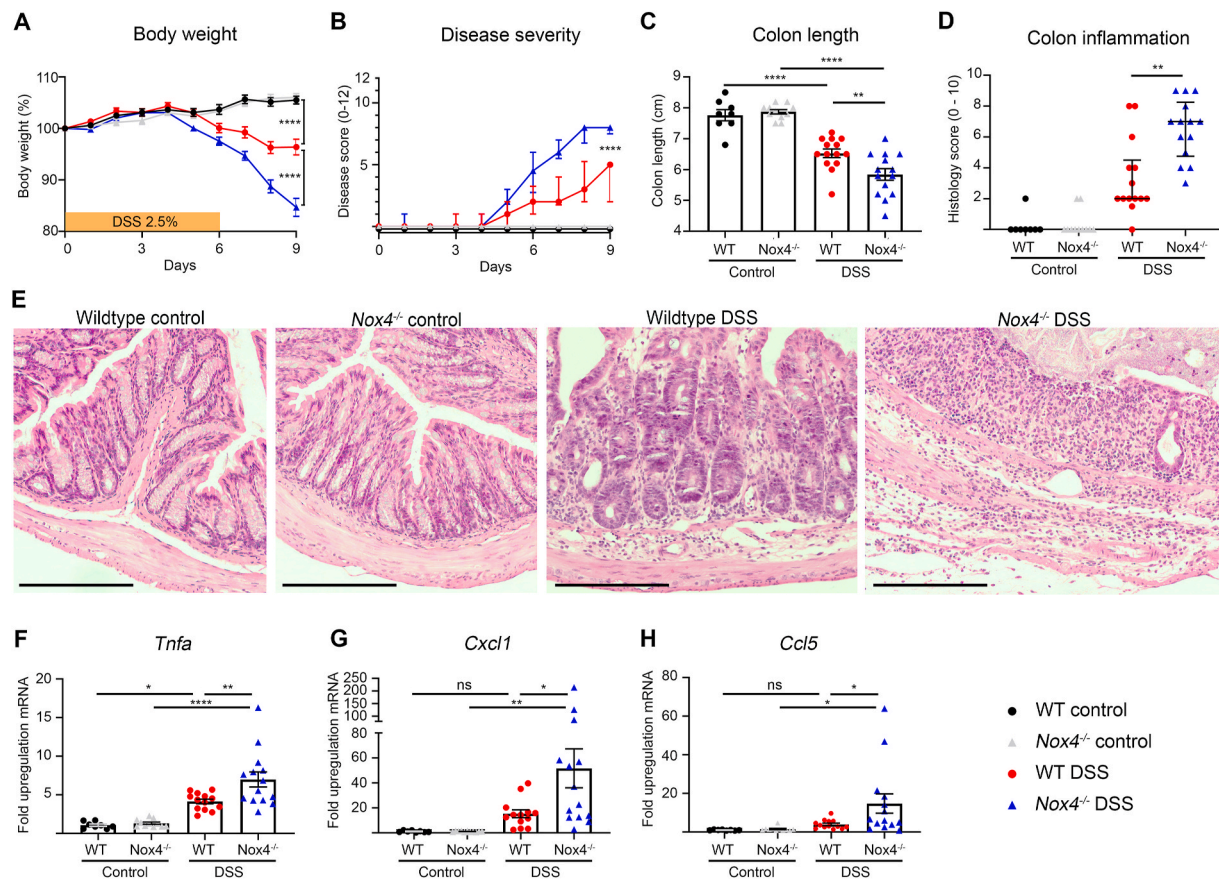 A
Body weight
Body weight (%)
120
110
100
90
80
****
****
DSS 2.5%
0
3
6
9
Days
B
Disease severity
Disease score (0-12)
12
10
8
6
4
2
0
****
0
3
6
9
Days
C
Colon length
Colon length (cm)
9
8
7
6
5
4
****
****
**
WT
Nox4-/-
WT
Nox4-/-
Control
DSS
D
Colon inflammation
Histology score (0 - 10)
10
8
6
4
2
**
WT
Nox4-/-
WT
Nox4-/-
Control
DSS
E
Wildtype control
Nox4-/- control
Wildtype DSS
Nox4-/- DSS
F
Tnfa
Fold upregulation mRNA
20
15
10
5
*
**
****
WT
Nox4-/-
WT
Nox4-/-
Control
DSS
G
Cxcl1
Fold upregulation mRNA
250
200
150
100
60
40
20
ns
*
**
WT
Nox4-/-
WT
Nox4-/-
Control
DSS
H
Ccl5
Fold upregulation mRNA
80
60
40
20
ns
*
*
WT
Nox4-/-
WT
Nox4-/-
Control
DSS
WT control
Nox4-/- control
WT DSS
Nox4-/- DSS